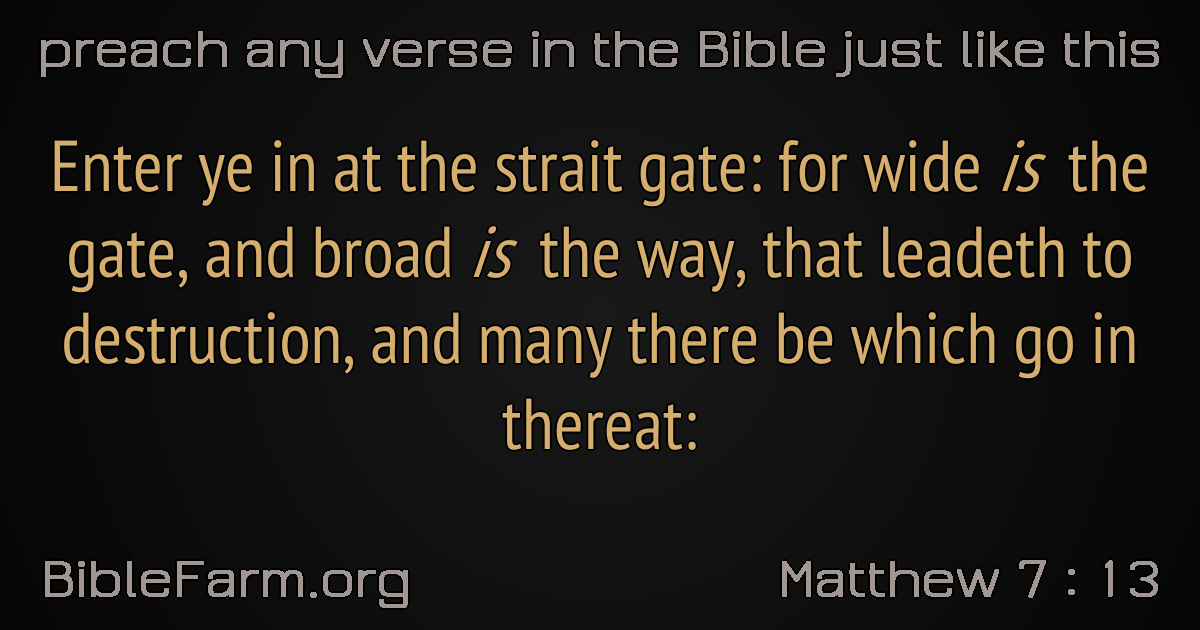 preach any verse in the Bible just like this
Enter ye in at the strait gate: for wide is the
gate, and broad is the way, that leadeth to
destruction, and many there be which go in
thereat:
BibleFarm.org
Matthew 7 : 13